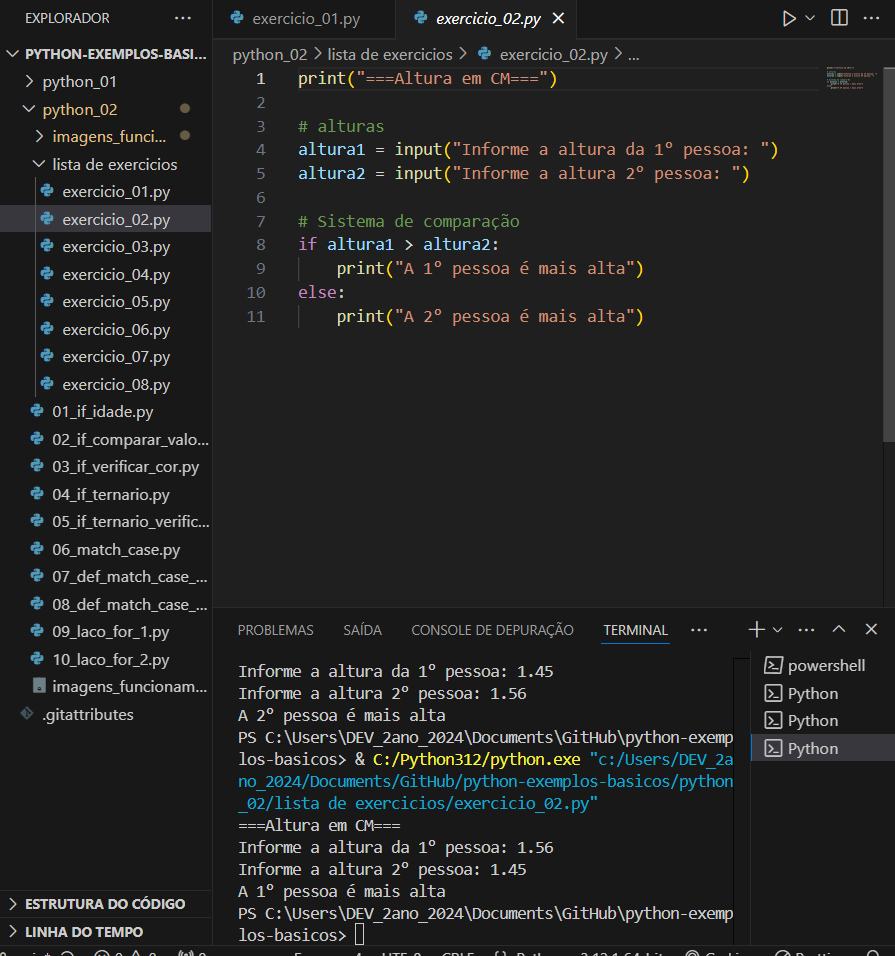 EXPLORADOR ...
PYTHON-EXEMPLOS-BASI...
python_01
python_02
imagens_funci...
lista de exercicios
exercicio_01.py
exercicio_02.py
exercicio_03.py
exercicio_04.py
exercicio_05.py
exercicio_06.py
exercicio_07.py
exercicio_08.py
01_if_idade.py
02_if_comparar_valo...
03_if_verificar_cor.py
04_if_ternario.py
05_if_ternario_verific...
06_match_case.py
07_def_match_case_...
08_def_match_case_...
09_laco_for_1.py
10_laco_for_2.py
imagens_funcionam...
.gitattributes
ESTRUTURA DO CÓDIGO
LINHA DO TEMPO
exercicio_01.py exercicio_02.py
python_02 > lista de exercicios > exercicio_02.py > ...
1 print("===Altura em CM===")
2
3 # alturas
4 altura1 = input("Informe a altura da 1º pessoa: ")
5 altura2 = input("Informe a altura 2º pessoa: ")
6
7 # Sistema de comparação
8 if altura1 > altura2:
9 print("A 1º pessoa é mais alta")
10 else:
11 print("A 2º pessoa é mais alta")
PROBLEMAS SAÍDA CONSOLE DE DEPURAÇÃO TERMINAL ...
Informe a altura da 1º pessoa: 1.45
Informe a altura 2º pessoa: 1.56
A 2º pessoa é mais alta
PS C:\Users\DEV_2ano_2024\Documents\GitHub\python-exemp
los-basicos> & C:/Python312/python.exe "c:/Users/DEV_2a
no_2024/Documents/GitHub/python-exemplos-basicos/python
_02/lista de exercicios/exercicio_02.py"
===Altura em CM===
Informe a altura da 1º pessoa: 1.56
Informe a altura 2º pessoa: 1.45
A 1º pessoa é mais alta
PS C:\Users\DEV_2ano_2024\Documents\GitHub\python-exemp
los-basicos>
powershell
Python
Python
Python